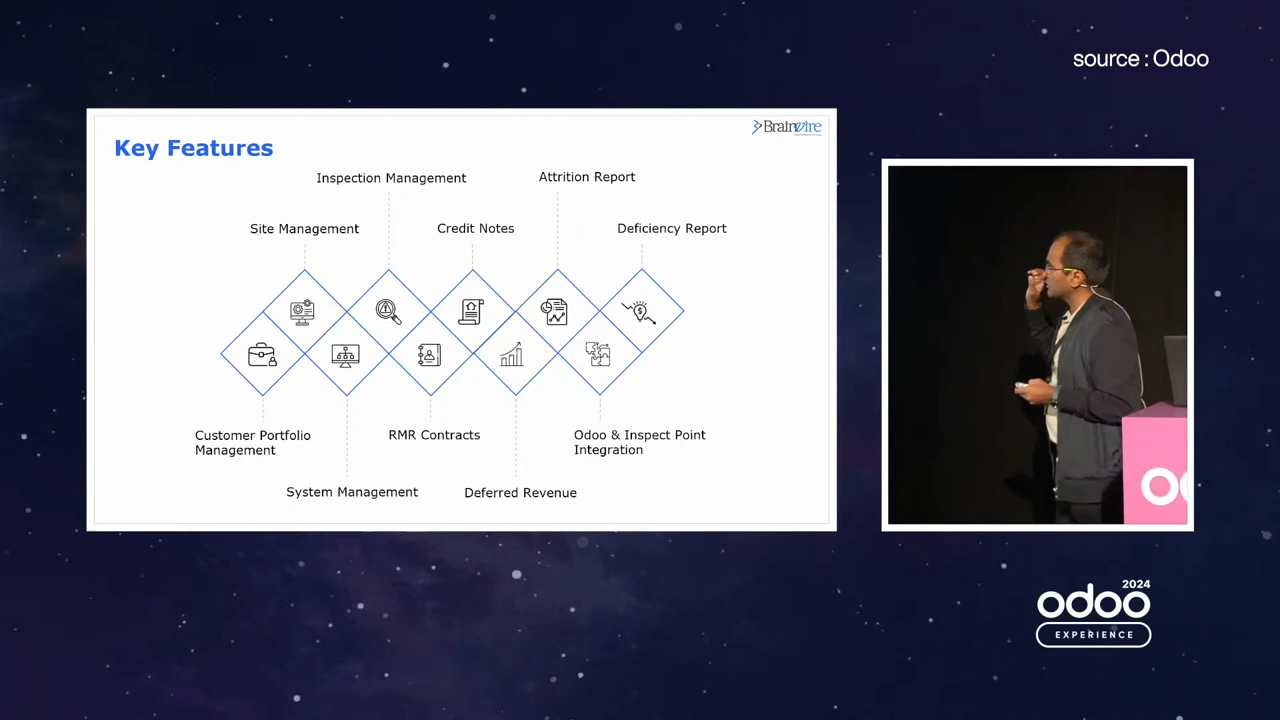 source : Odoo
Brainvire
Key Features
Inspection Management
Attrition Report
Site Management
Credit Notes
Deficiency Report
Customer Portfolio
Management
RMR Contracts
Odoo & Inspect Point
Integration
System Management
Deferred Revenue
2024
odoo
EXPERIENCE